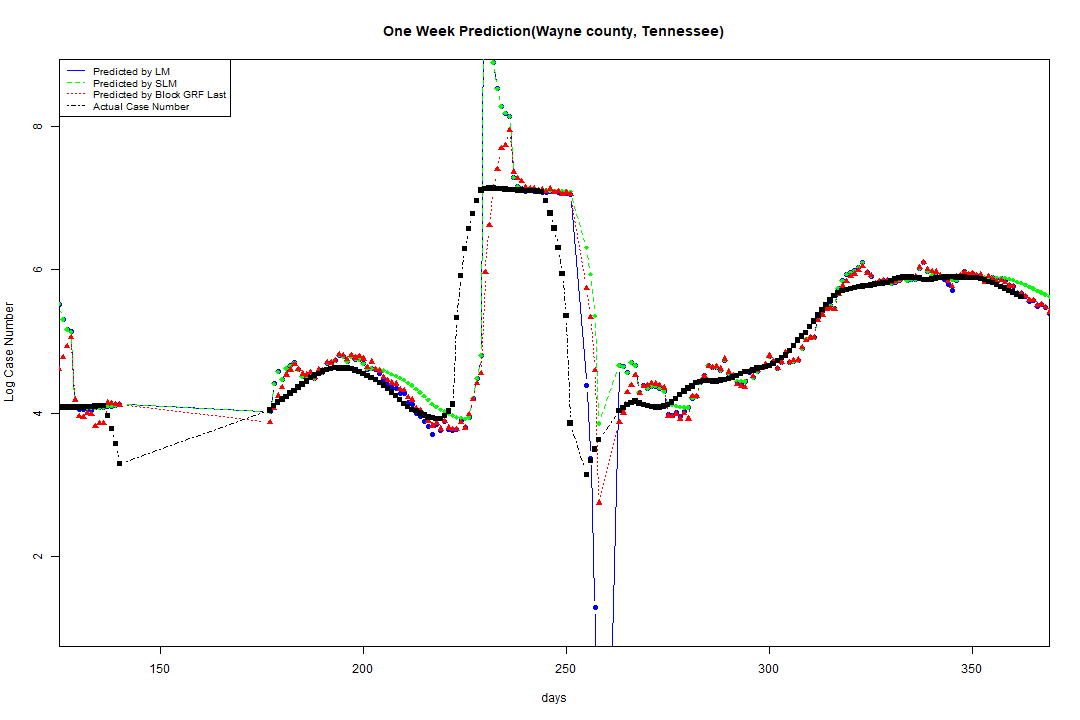 One Week Prediction(Wayne county, Tennessee)
Predicted by LM
Predicted by SLM
Predicted by Block GRF Last
Actual Case Number
Log Case Number
8
6
4
2
150 200 250 300 350
days